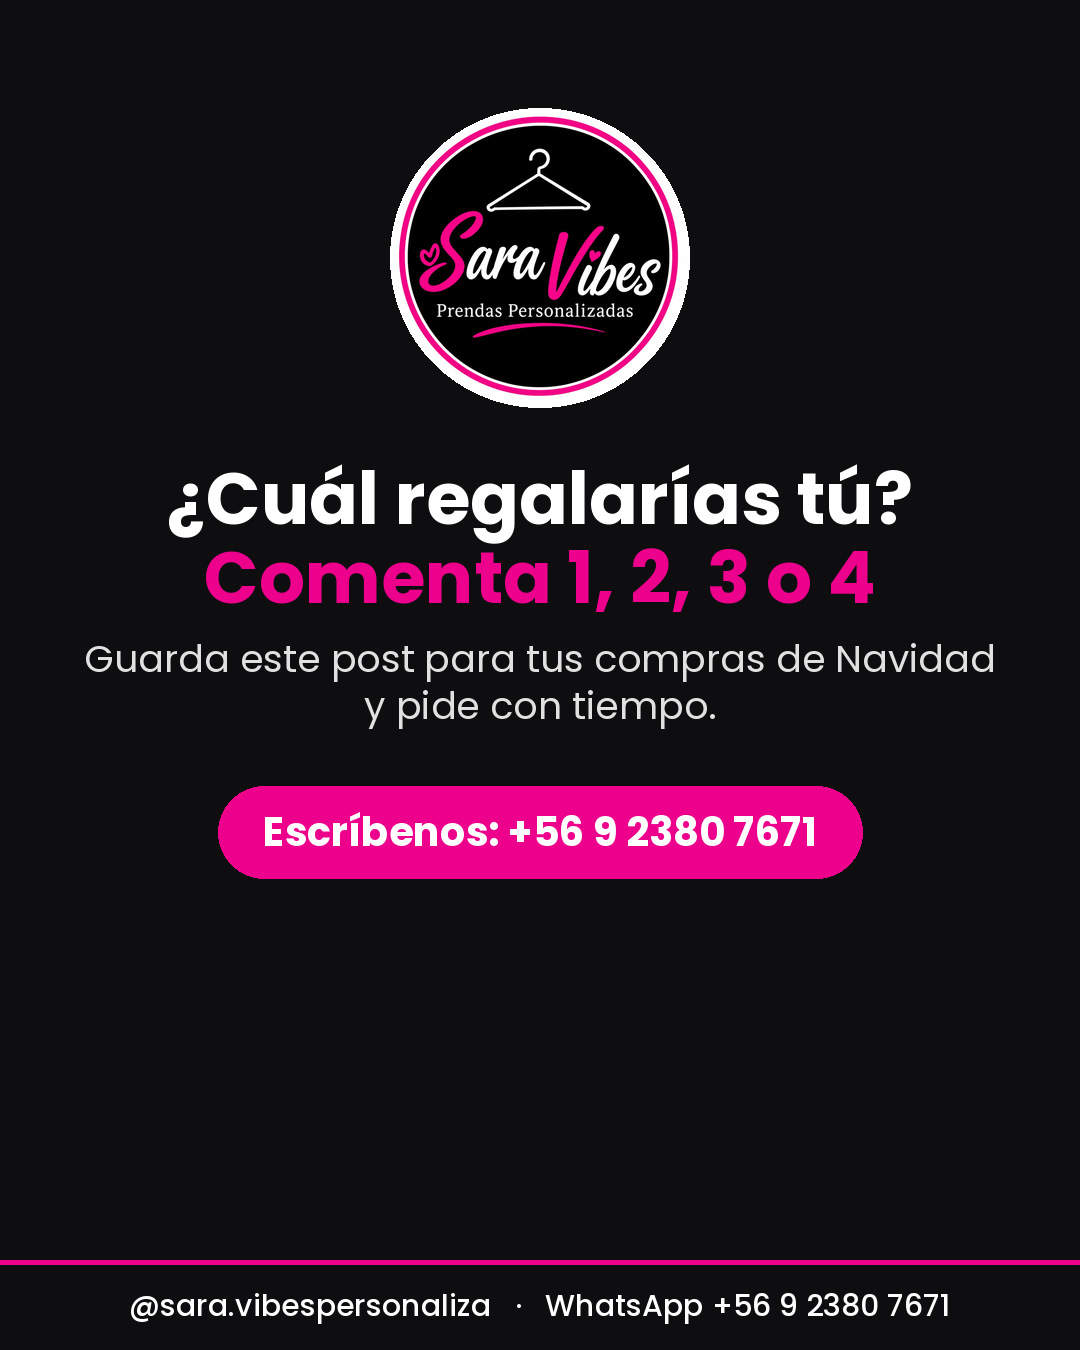 Sara Vibes
Prendas Personalizadas
¿Cuál regalarías tú?
Comenta 1, 2, 3 o 4
Guarda este post para tus compras de Navidad
y pide con tiempo.
Escríbenos: +56 9 2380 7671
@sara.vibespersonaliza · WhatsApp +56 9 2380 7671